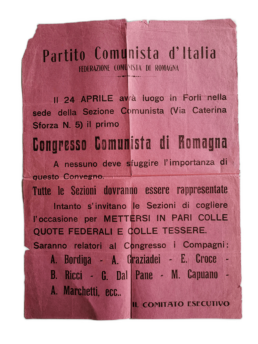 Partito Comunista d'Italia
FEDERAZIONE COMUNISTA DI ROMAGNA
Il 24 APRILE avrà luogo in Forlì nella
sede della Sezione Comunista (Via Caterina
Sforza N. 5) il primo
Congresso Comunista di Romagna
A nessuno deve sfuggire l'importanza di
questo Convegno.
Tutte le Sezioni dovranno essere rappresentate
Intanto s'invitano le Sezioni di cogliere
l'occasione per METTERSI IN PARI COLLE
QUOTE FEDERALI E COLLE TESSERE.
Saranno relatori al Congresso i Compagni:
A. Bordiga - A. Graziadei - E. Croce -
B. Ricci - G. Dal Pane - M. Capuano -
A. Marchetti, ecc..
IL COMITATO ESECUTIVO